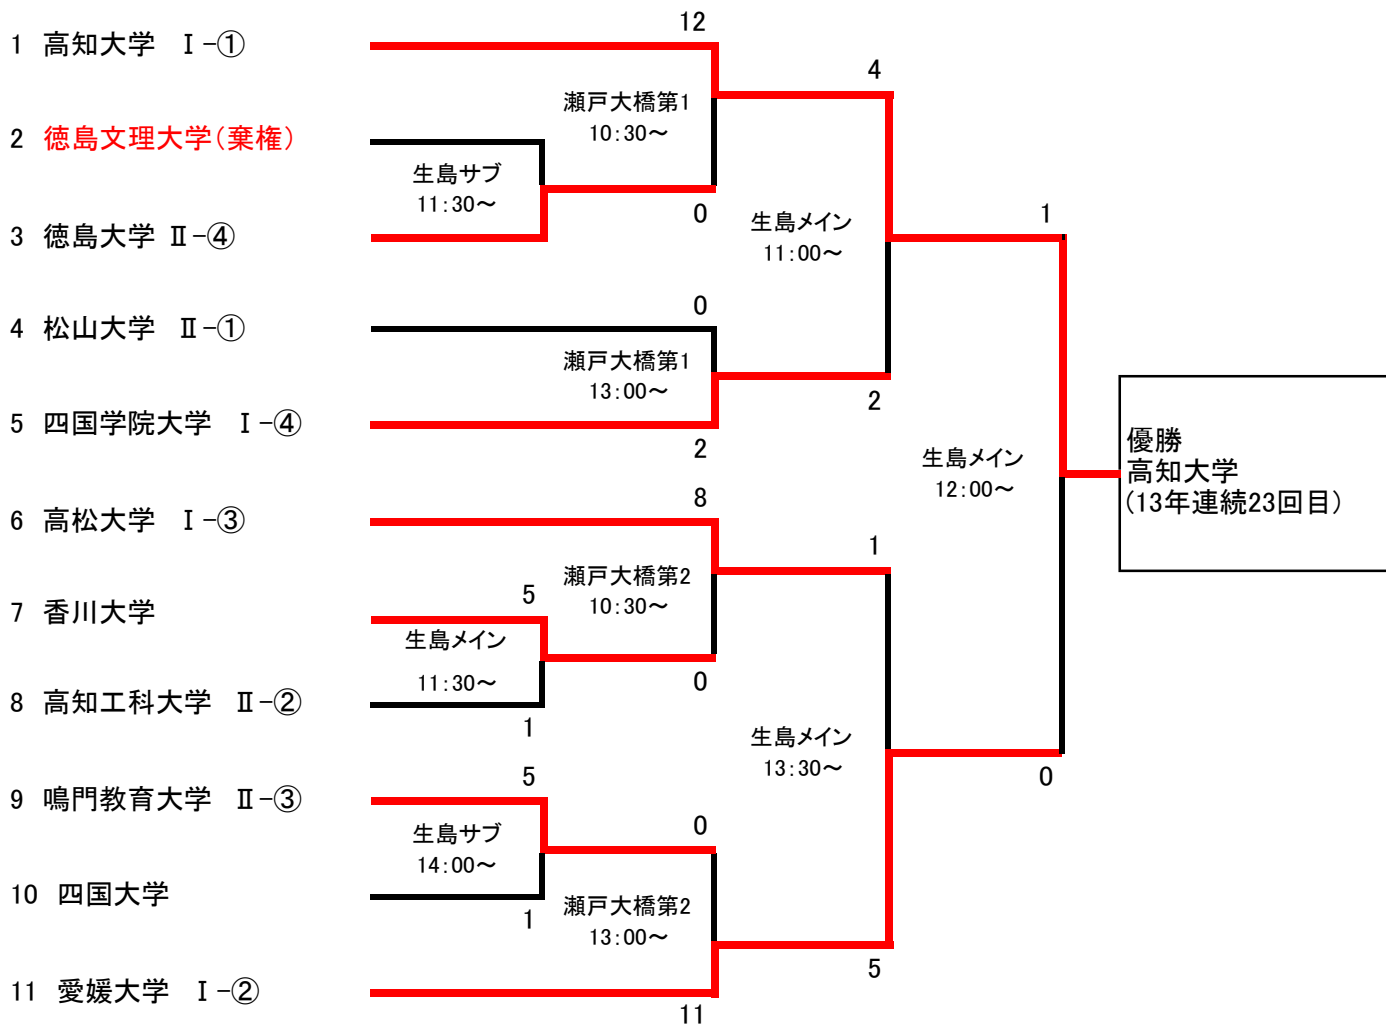 12
1 高知大学 Ⅰ-①
4
瀬戸大橋第1
10:30～
2 徳島文理大学(棄権)
生島サブ
11:30～
0
1
3 徳島大学 Ⅱ-④
生島メイン
11:00～
0
4 松山大学 Ⅱ-①
瀬戸大橋第1
13:00～
2
5 四国学院大学 Ⅰ-④
2
優勝
高知大学
(13年連続23回目)
生島メイン
12:00～
8
6 高松大学 Ⅰ-③
1
瀬戸大橋第2
10:30～
5
7 香川大学
生島メイン
11:30～
0
8 高知工科大学 Ⅱ-②
1
生島メイン
13:30～
0
5
9 鳴門教育大学 Ⅱ-③
0
生島サブ
14:00～
10 四国大学
1
瀬戸大橋第2
13:00～
5
11 愛媛大学 Ⅰ-②
11